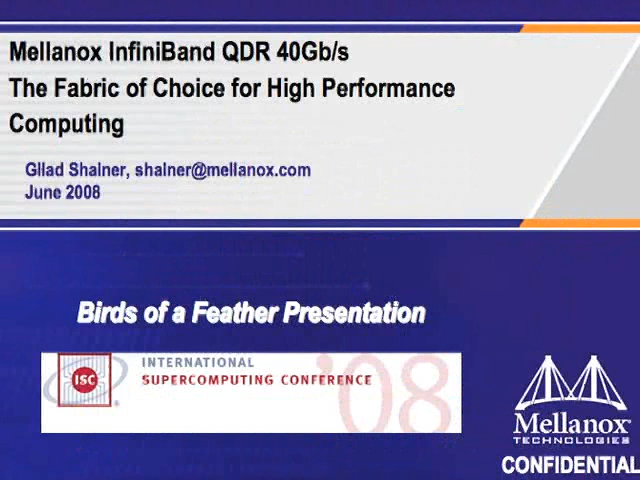 Mellanox InfiniBand QDR 40Gb/s
The Fabric of Choice for High Performance
Computing
Gilad Shainer, shainer@mellanox.com
June 2008
Birds of a Feather Presentation
ISC
INTERNATIONAL
SUPERCOMPUTING CONFERENCE
'08
®
Mellanox
TECHNOLOGIES
CONFIDENTIAL